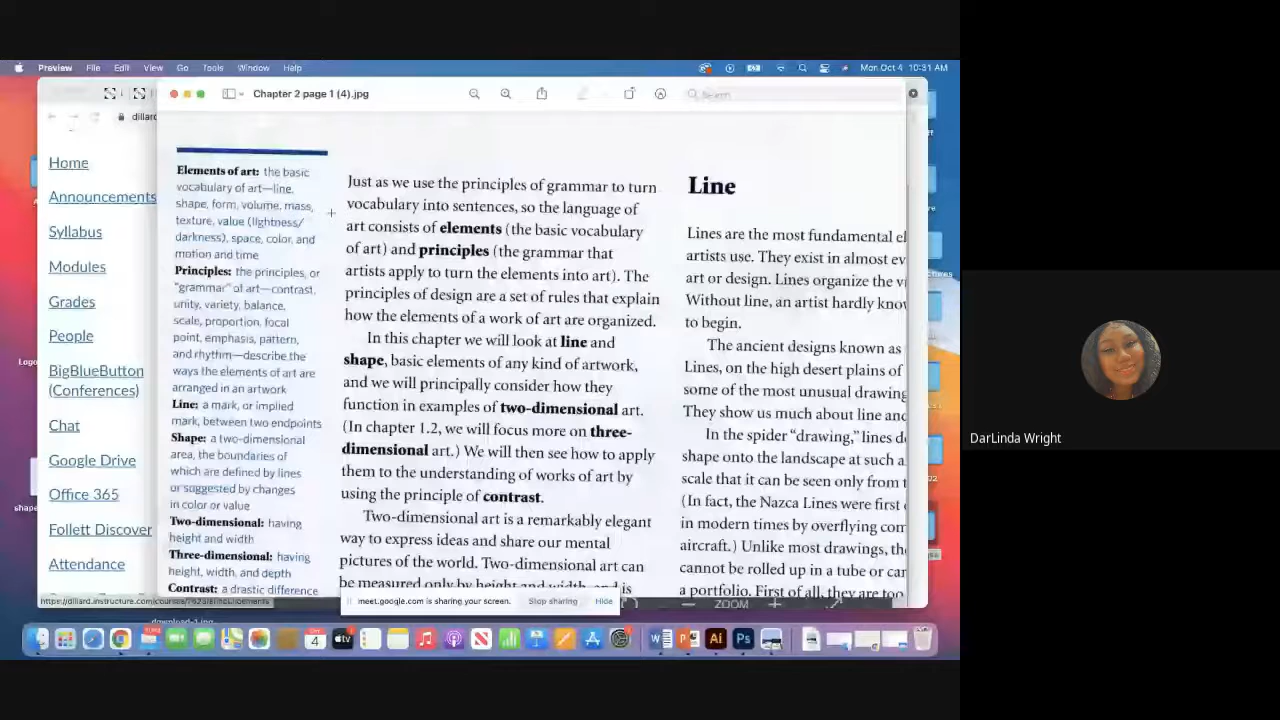 Preview File Edit View Go Tools Window Help
Mon Oct 4 10:31 AM
Chapter 2 page 1 (4).jpg
Search
dillard
Home
Announcements
Syllabus
Modules
Grades
People
BigBlueButton
(Conferences)
Chat
Google Drive
Office 365
Follett Discover
Attendance
Elements of art: the basic
vocabulary of art—line,
shape, form, volume, mass,
texture, value (lightness/
darkness), space, color, and
motion and time
Principles: the principles, or
"grammar" of art—contrast,
unity, variety, balance,
scale, proportion, focal
point, emphasis, pattern,
and rhythm—describe the
ways the elements of art are
arranged in an artwork
Line: a mark, or implied
mark, between two endpoints
Shape: a two-dimensional
area, the boundaries of
which are defined by lines
or suggested by changes
in color or value
Two-dimensional: having
height and width
Three-dimensional: having
height, width, and depth
Contrast: a drastic difference
Just as we use the principles of grammar to turn
vocabulary into sentences, so the language of
art consists of elements (the basic vocabulary
of art) and principles (the grammar that
artists apply to turn the elements into art). The
principles of design are a set of rules that explain
how the elements of a work of art are organized.
In this chapter we will look at line and
shape, basic elements of any kind of artwork,
and we will principally consider how they
function in examples of two-dimensional art.
(In chapter 1.2, we will focus more on three-
dimensional art.) We will then see how to apply
them to the understanding of works of art by
using the principle of contrast.
Two-dimensional art is a remarkably elegant
way to express ideas and share our mental
pictures of the world. Two-dimensional art can
be measured only by height and width, and is
Line
Lines are the most fundamental el
artists use. They exist in almost ev
art or design. Lines organize the vi
Without line, an artist hardly know
to begin.
The ancient designs known as
Lines, on the high desert plains of
some of the most unusual drawing
They show us much about line and
In the spider "drawing," lines d
shape onto the landscape at such a
scale that it can be seen only from t
(In fact, the Nazca Lines were first
in modern times by overflying com
aircraft.) Unlike most drawings, the
cannot be rolled up in a tube or car
a portfolio. First of all, they are too
meet.google.com is sharing your screen. Stop sharing Hide
ZOOM
DarLinda Wright